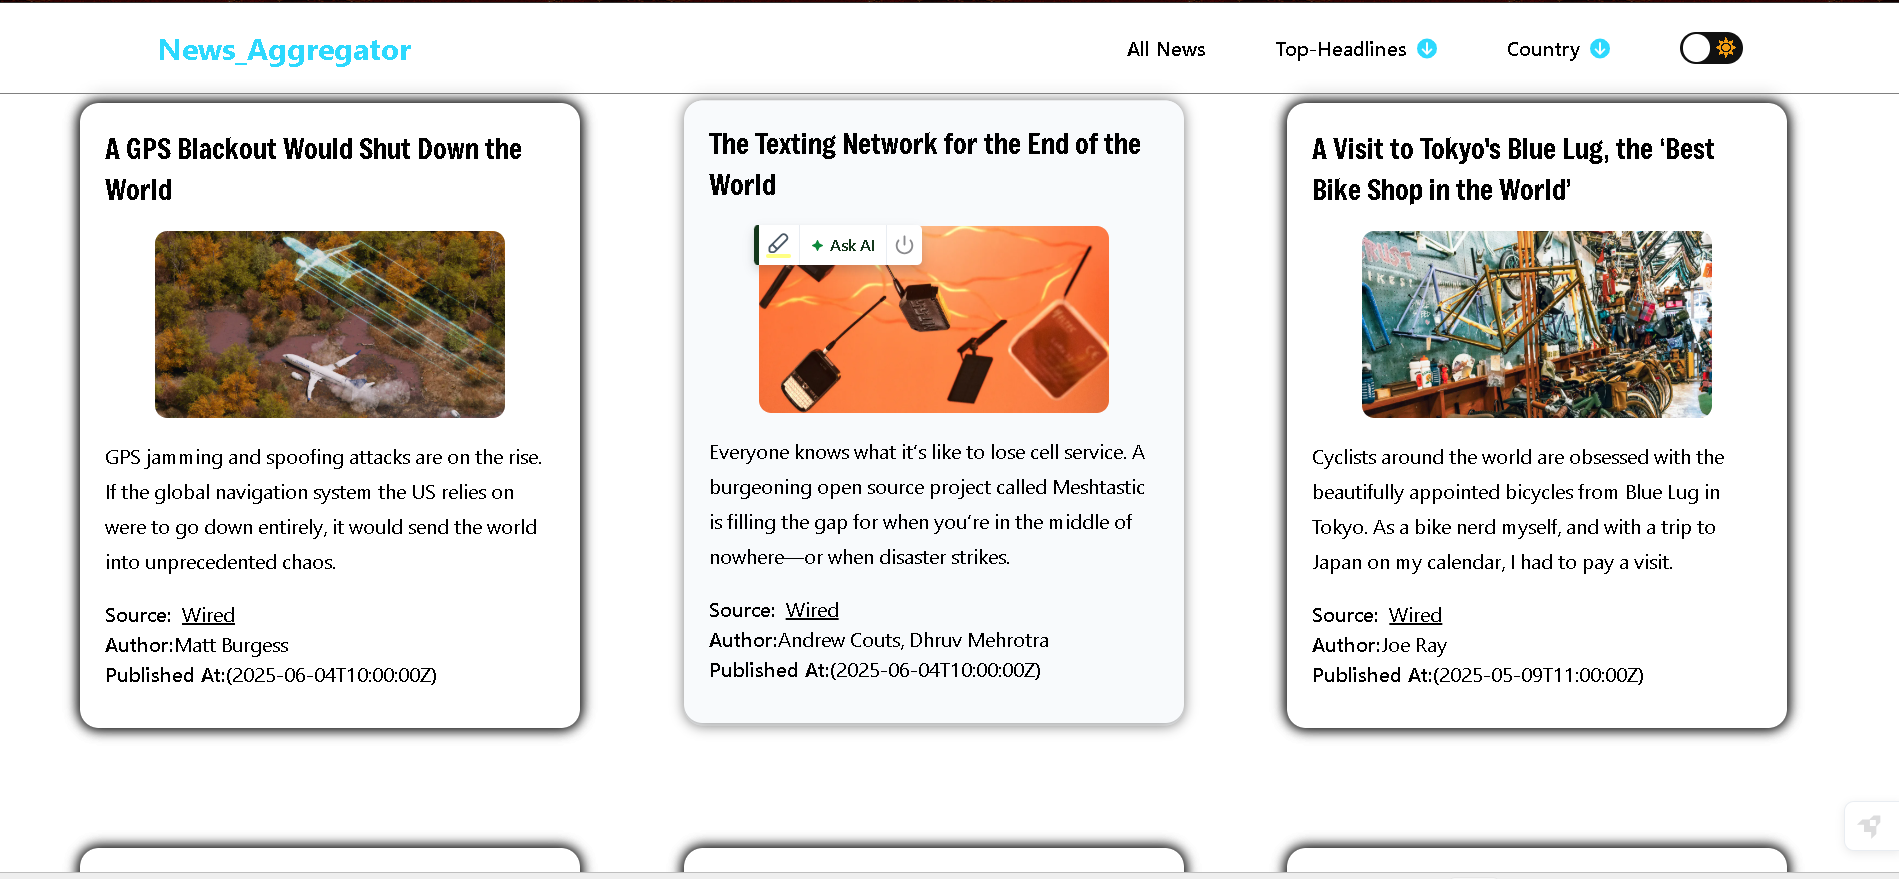 News_Aggregator
All News
Top-Headlines
Country
A GPS Blackout Would Shut Down the
World
GPS jamming and spoofing attacks are on the rise.
If the global navigation system the US relies on
were to go down entirely, it would send the world
into unprecedented chaos.
Source: Wired
Author:Matt Burgess
Published At:(2025-06-04T10:00:00Z)
The Texting Network for the End of the
World
Ask AI
Everyone knows what it’s like to lose cell service. A
burgeoning open source project called Meshtastic
is filling the gap for when you’re in the middle of
nowhere—or when disaster strikes.
Source: Wired
Author:Andrew Couts, Dhruv Mehrotra
Published At:(2025-06-04T10:00:00Z)
A Visit to Tokyo's Blue Lug, the ‘Best
Bike Shop in the World’
Cyclists around the world are obsessed with the
beautifully appointed bicycles from Blue Lug in
Tokyo. As a bike nerd myself, and with a trip to
Japan on my calendar, I had to pay a visit.
Source: Wired
Author:Joe Ray
Published At:(2025-05-09T11:00:00Z)